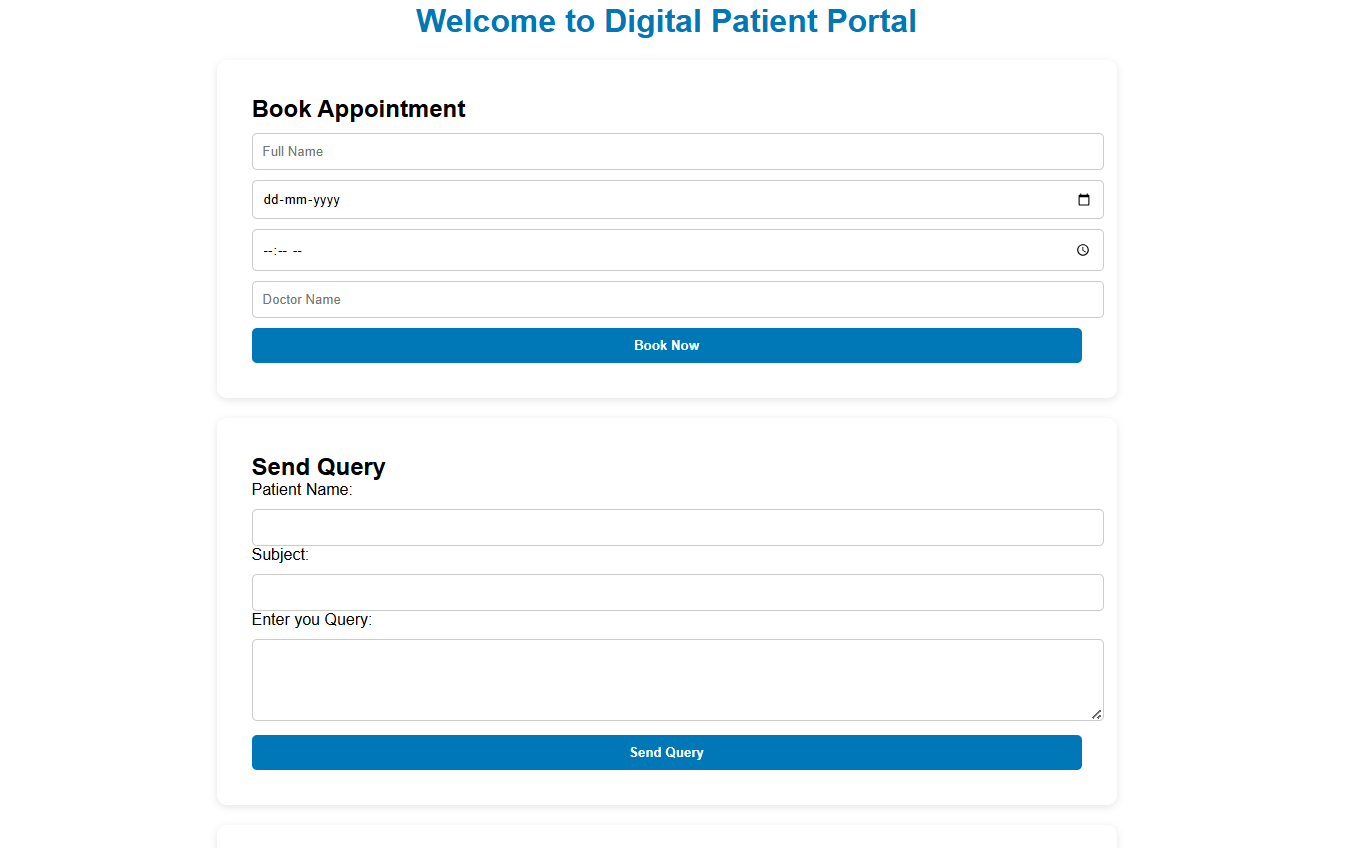 Welcome to Digital Patient Portal
Book Appointment
Full Name
dd-mm-yyyy
--:-- --
Doctor Name
Book Now
Send Query
Patient Name:
Subject:
Enter you Query:
Send Query